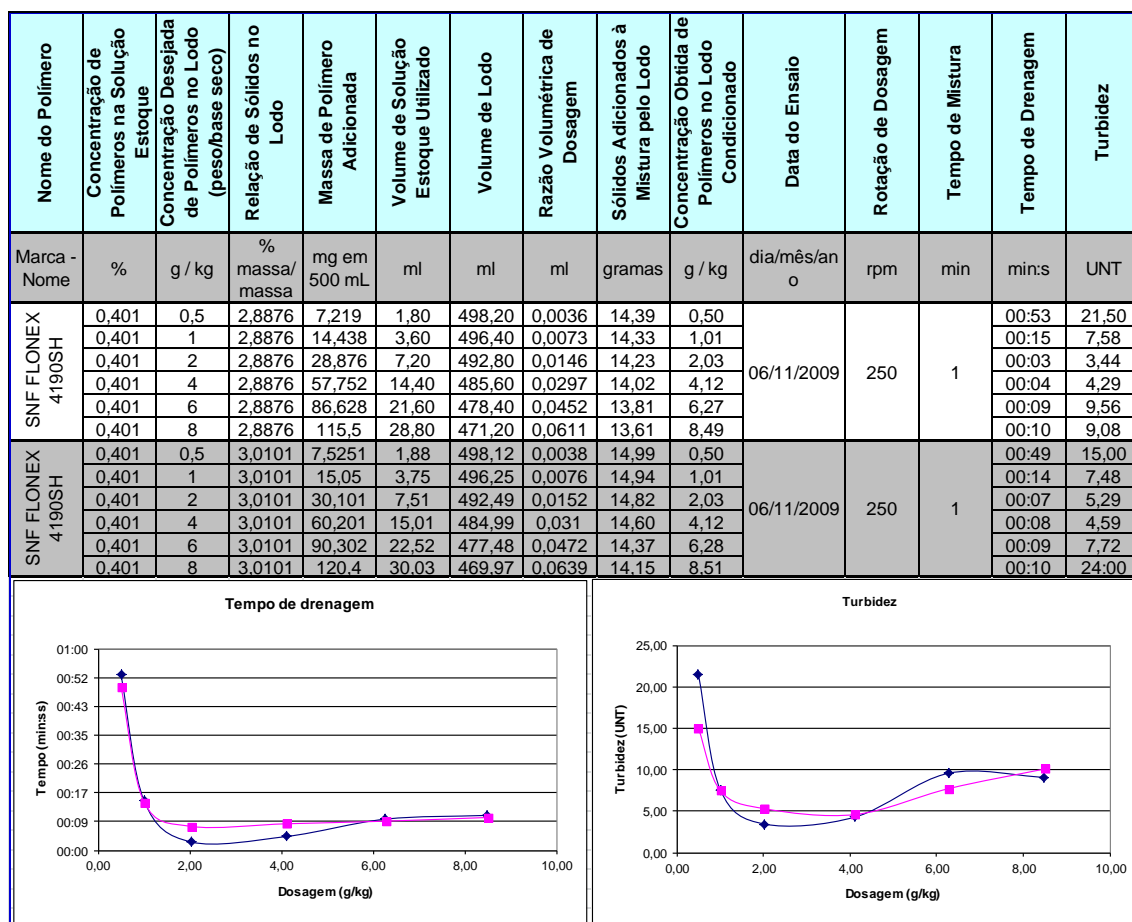 Nome do Polímero
Concentração de
Polímeros na Solução
Estoque
Concentração Desejada
de Polímeros no Lodo
(peso/base seco)
Relação de Sólidos no
Lodo
Massa de Polímero
Adicionada
Volume de Solução
Estoque Utilizado
Volume de Lodo
Razão Volumétrica de
Dosagem
Sólidos Adicionados à
Mistura pelo Lodo
Concentração Obtida de
Polímeros no Lodo
Condicionado
Data do Ensaio
Rotação de Dosagem
Tempo de Mistura
Tempo de Drenagem
Turbidez
Marca -
Nome
%
g / kg
%
massa/
massa
mg em
500 mL
ml
ml
ml
gramas
g / kg
dia/mês/an
o
rpm
min
min:s
UNT
SNF FLONEX
4190SH
0,401 0,5 2,8876 7,219 1,80 498,20 0,0036 14,39 0,50 00:53 21,50
0,401 1 2,8876 14,438 3,60 496,40 0,0073 14,33 1,01 00:15 7,58
0,401 2 2,8876 28,876 7,20 492,80 0,0146 14,23 2,03 00:03 3,44
06/11/2009 250 1
0,401 4 2,8876 57,752 14,40 485,60 0,0297 14,02 4,12 00:04 4,29
0,401 6 2,8876 86,628 21,60 478,40 0,0452 13,81 6,27 00:09 9,56
0,401 8 2,8876 115,5 28,80 471,20 0,0611 13,61 8,49 00:10 9,08
SNF FLONEX
4190SH
0,401 0,5 3,0101 7,5251 1,88 498,12 0,0038 14,99 0,50 00:49 15,00
0,401 1 3,0101 15,05 3,75 496,25 0,0076 14,94 1,01 00:14 7,48
0,401 2 3,0101 30,101 7,51 492,49 0,0152 14,82 2,03 00:07 5,29
06/11/2009 250 1
0,401 4 3,0101 60,201 15,01 484,99 0,031 14,60 4,12 00:08 4,59
0,401 6 3,0101 90,302 22,52 477,48 0,0472 14,37 6,28 00:09 7,72
0,401 8 3,0101 120,4 30,03 469,97 0,0639 14,15 8,51 00:10 24:00
Tempo de drenagem
Tempo (min:ss)
01:00
00:52
00:43
00:35
00:26
00:17
00:09
00:00
0,00 2,00 4,00 6,00 8,00 10,00
Dosagem (g/kg)
Turbidez
Turbidez (UNT)
25,00
20,00
15,00
10,00
5,00
0,00
0,00 2,00 4,00 6,00 8,00 10,00
Dosagem (g/kg)